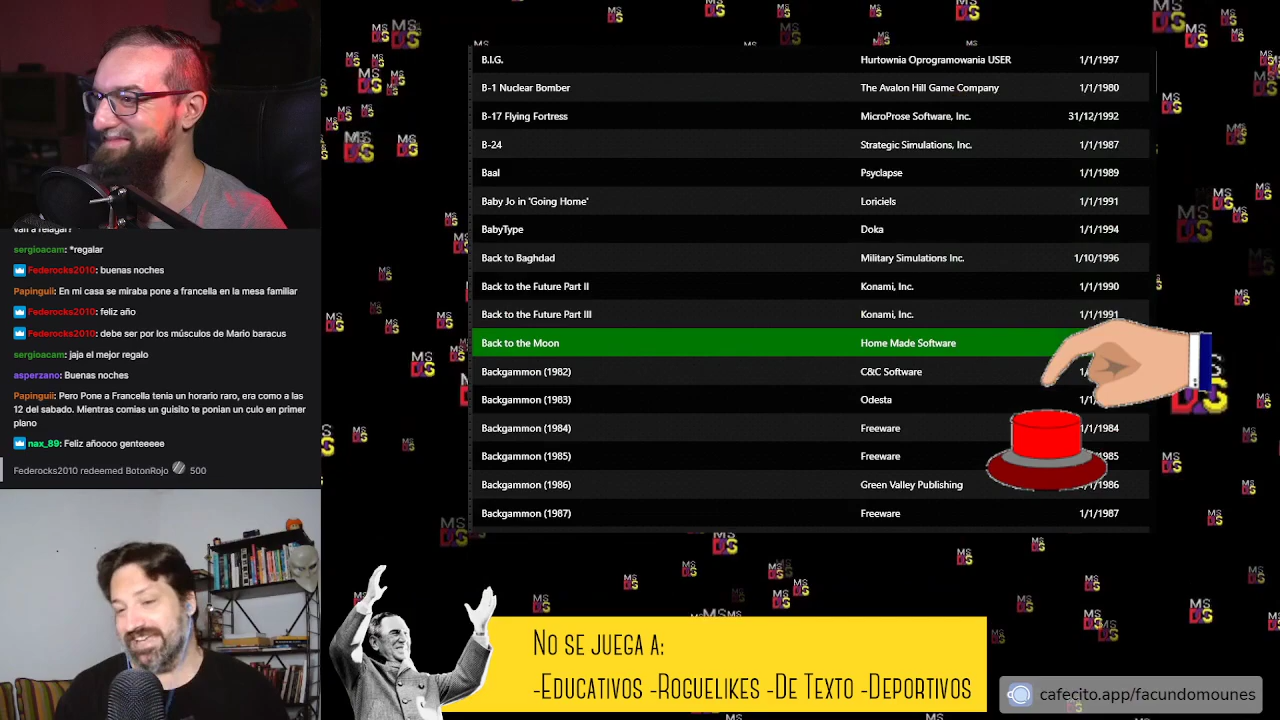 van a relagar?
sergioacam: *regalar
Federocks2010: buenas noches
Papinguii: En mi casa se miraba pone a francella en la mesa familiar
Federocks2010: feliz año
Federocks2010: debe ser por los músculos de Mario baracus
sergioacam: jaja el mejor regalo
asperzano: Buenas noches
Papinguii: Pero Pone a Francella tenia un horario raro, era como a las
12 del sabado. Mientras comias un guisito te ponian un culo en primer
plano
nax_89: Feliz añoooo genteeeee
Federocks2010 redeemed BotonRojo 500
B.I.G. Hurtownia Oprogramowania USER 1/1/1997
B-1 Nuclear Bomber The Avalon Hill Game Company 1/1/1980
B-17 Flying Fortress MicroProse Software, Inc. 31/12/1992
B-24 Strategic Simulations, Inc. 1/1/1987
Baal Psyclapse 1/1/1989
Baby Jo in 'Going Home' Loriciels 1/1/1991
BabyType Doka 1/1/1994
Back to Baghdad Military Simulations Inc. 1/10/1996
Back to the Future Part II Konami, Inc. 1/1/1990
Back to the Future Part III Konami, Inc. 1/1/1991
Back to the Moon Home Made Software
Backgammon (1982) C&C Software
Backgammon (1983) Odesta
Backgammon (1984) Freeware 1/1/1984
Backgammon (1985) Freeware
Backgammon (1986) Green Valley Publishing
Backgammon (1987) Freeware 1/1/1987
No se juega a:
-Educativos -Roguelikes -De Texto -Deportivos
cafecito.app/facundomounes